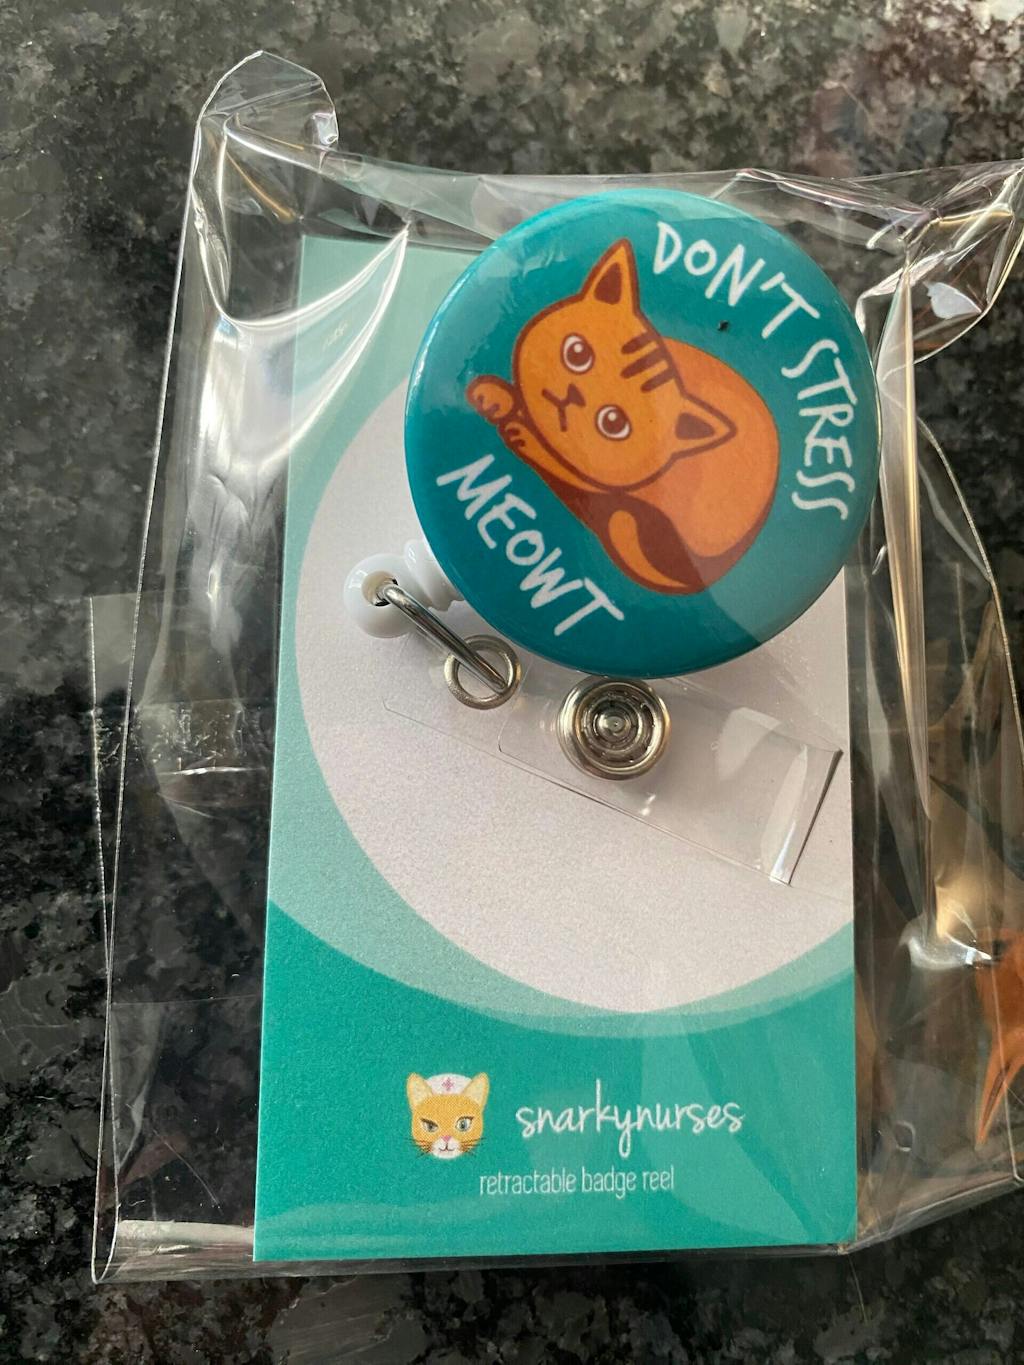 DON'T STRESS
MEOWT
snarkynurses
retractable badge reel